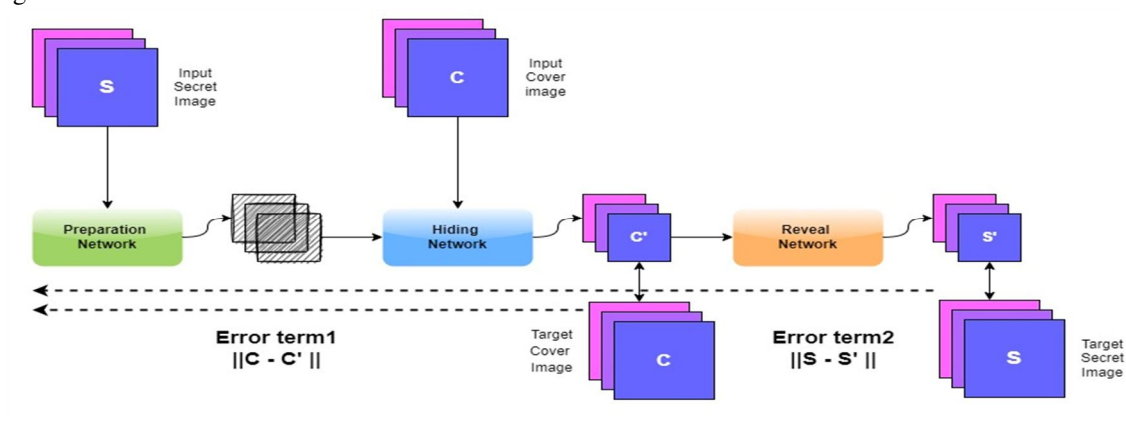 S
Input
Secret
Image
C
Input
Cover
image
Preparation
Network
Hiding
Network
C'
Reveal
Network
S'
Error term1
||C - C' ||
Target
Cover
Image
C
Error term2
||S - S' ||
S
Target
Secret
Image